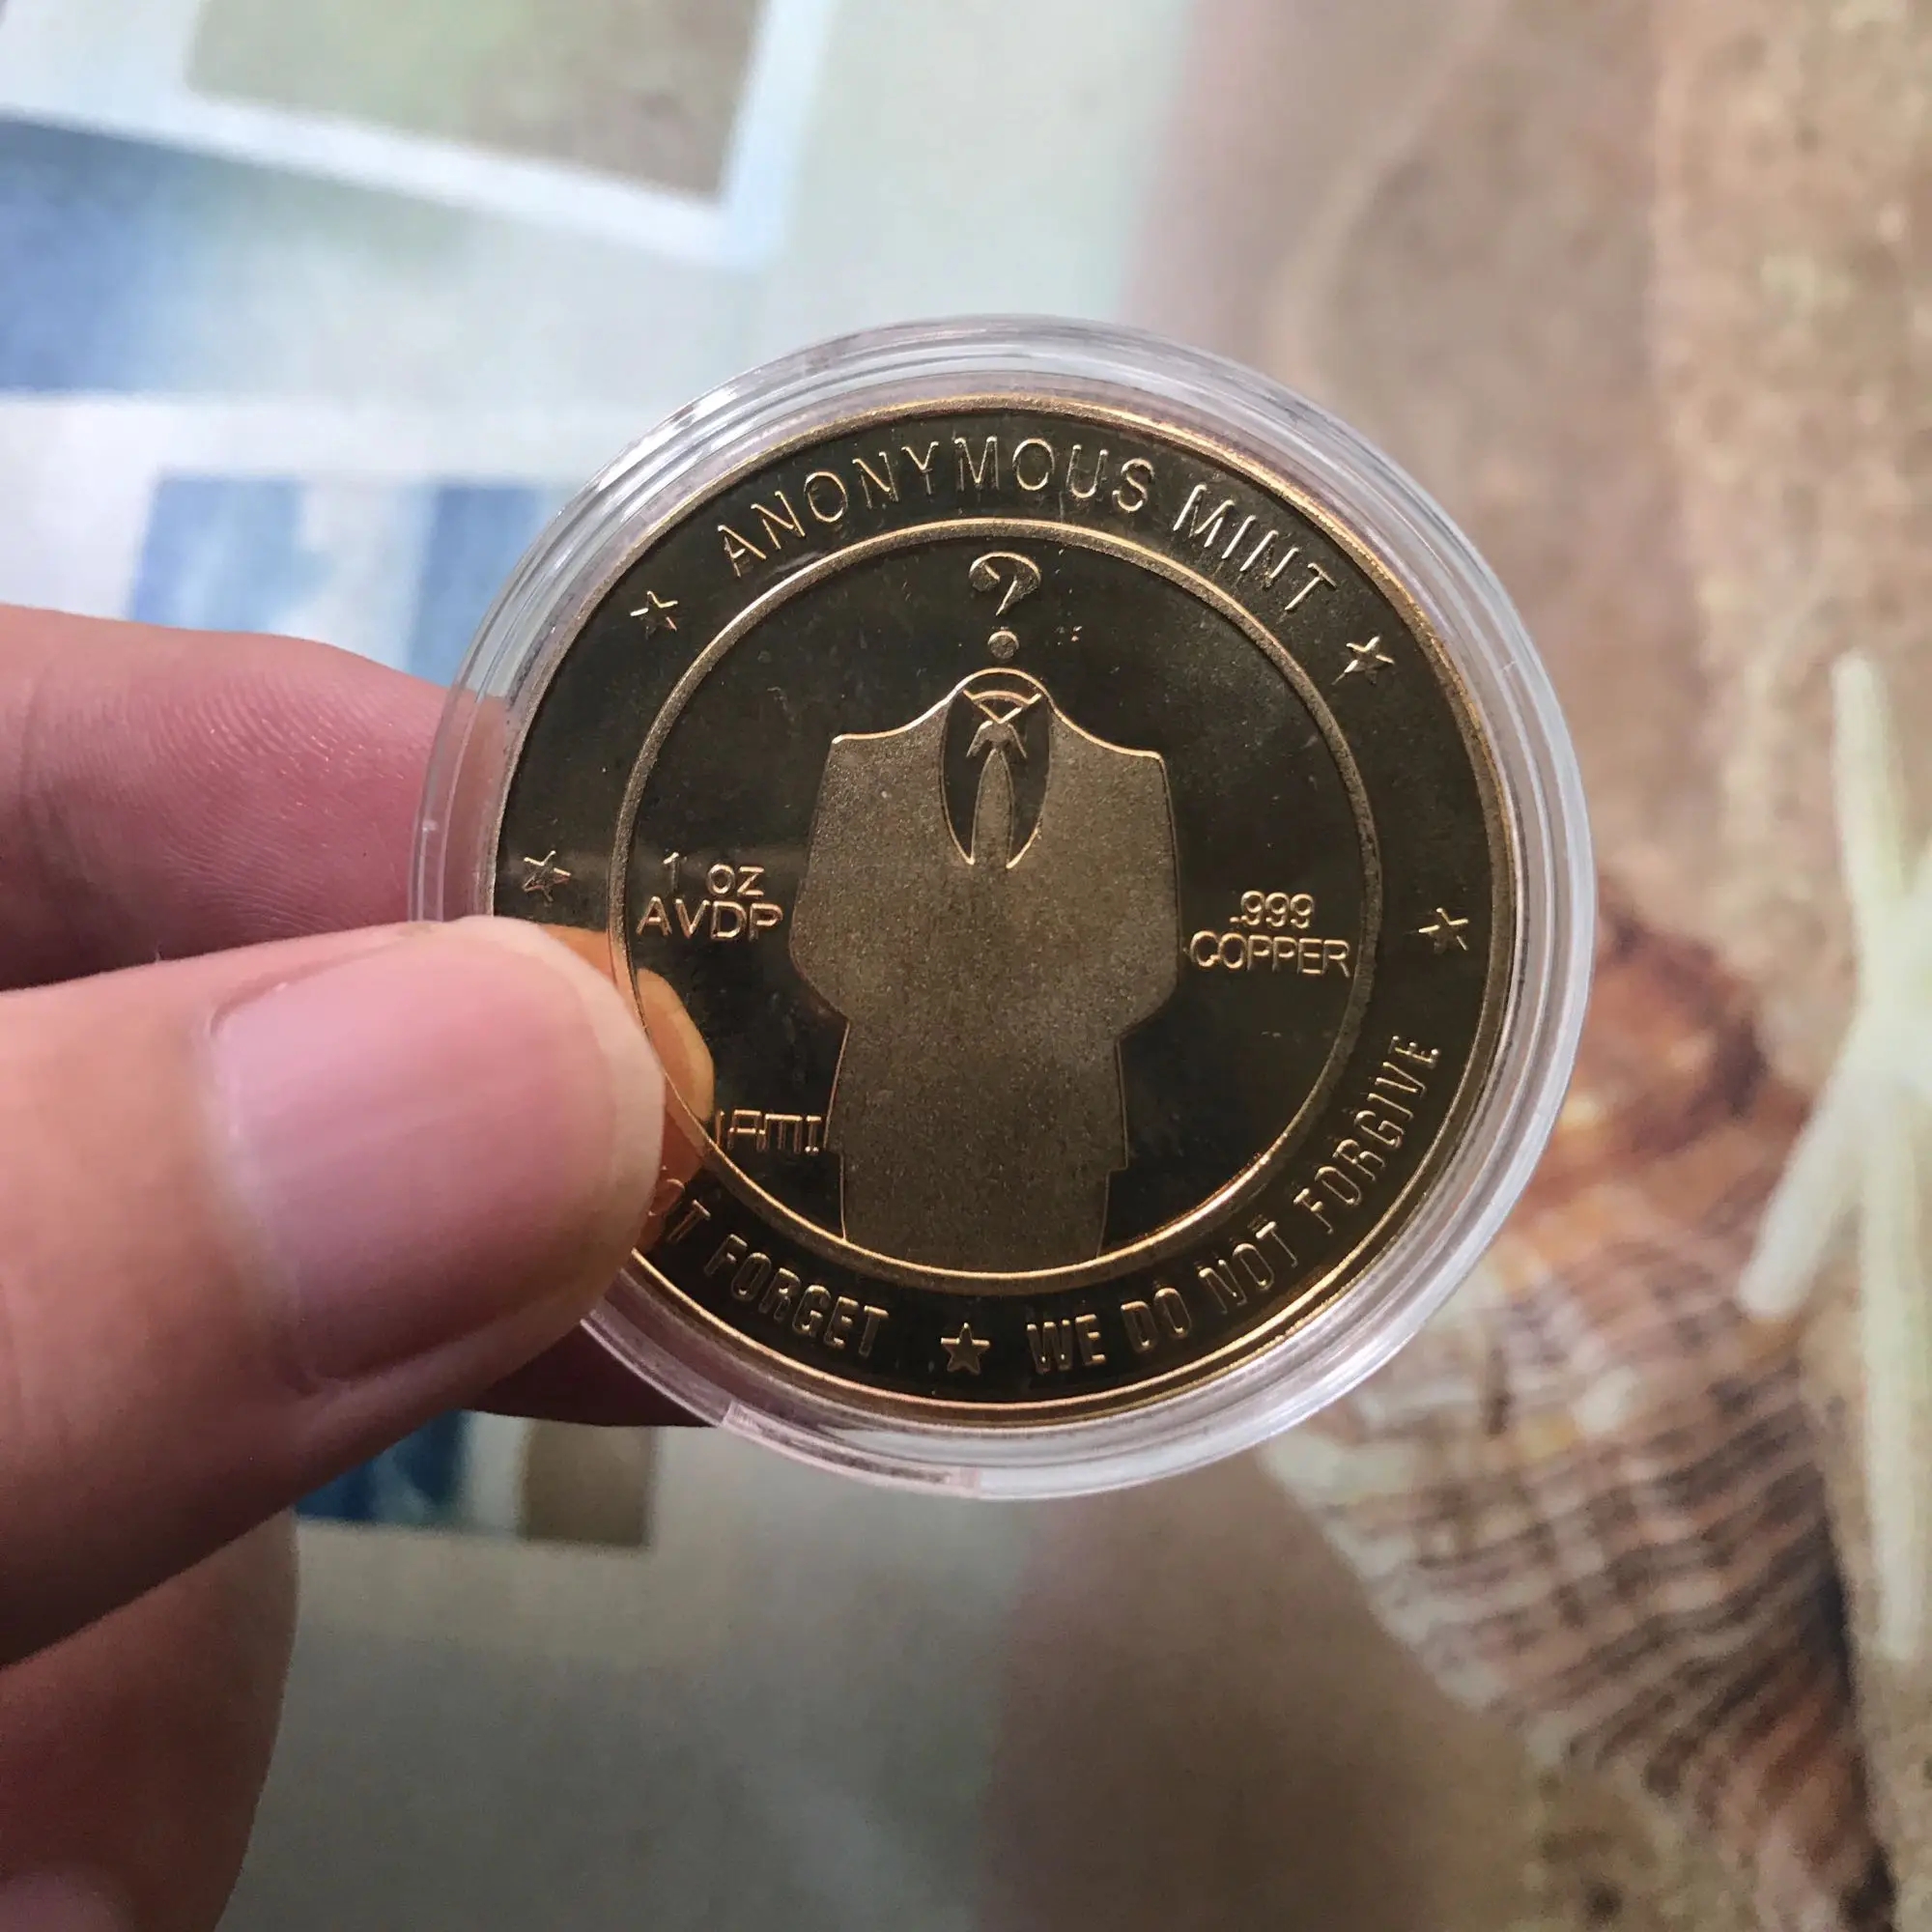 ANONYMOUS MINT
?
1 oz
AVDP
.999
COPPER
FORGET ★ WE DO NOT FORGIVE